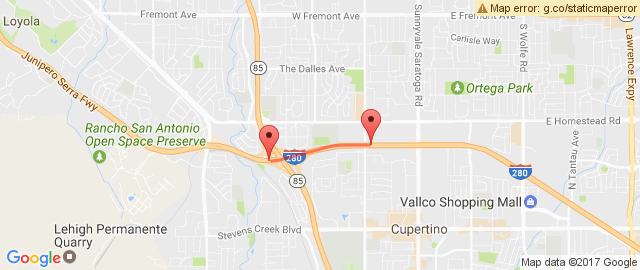 Map error: g.co/staticmaperror
Fremont Ave
W Fremont Ave
E Fremont Ave
Loyola
Carlisle Way
S Wolfe Rd
Lawrence Expy
Sunnyvale Saratoga Rd
Junipero Serra Fwy
85
The Dalles Ave
Ortega Park
E Homestead Rd
Rancho San Antonio
Open Space Preserve
280
N Tantau Ave
85
280
Vallco Shopping Mall
Lehigh Permanente
Quarry
Stevens Creek Blvd
Cupertino
Google
Map data ©2017 Google